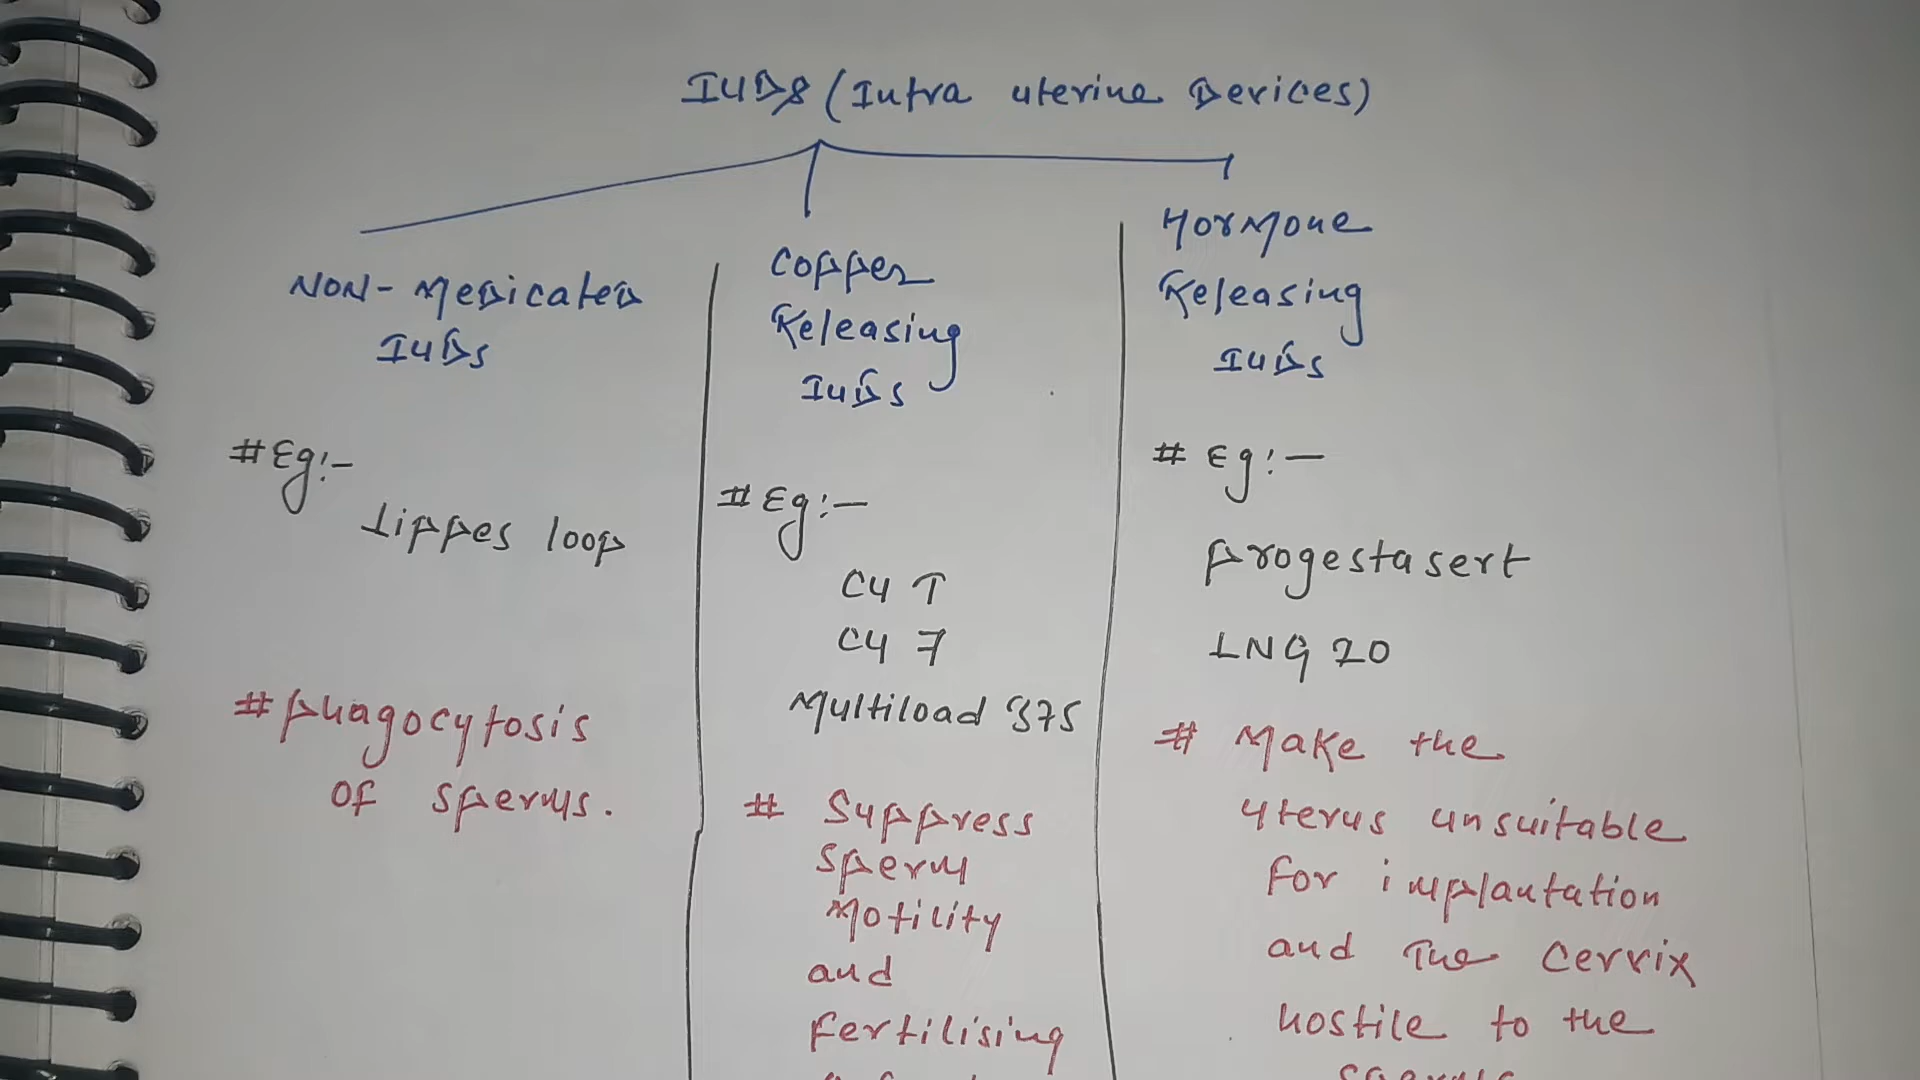 IUDs (Intra uterine Devices)
NON-Medicated
IUDs
#Eg:-
Lippes loop
#phagocytosis
OF sperms.
Copper
Releasing
IUDs
#Eg:-
Cu T
Cu 7
Multiload 375
# Suppress
sperm
Motility
and
fertilising
Hormone
Releasing
IUDs
# Eg:-
progestasert
LNG 20
# Make the
uterus unsuitable
for implantation
and The Cervix
hostile to the